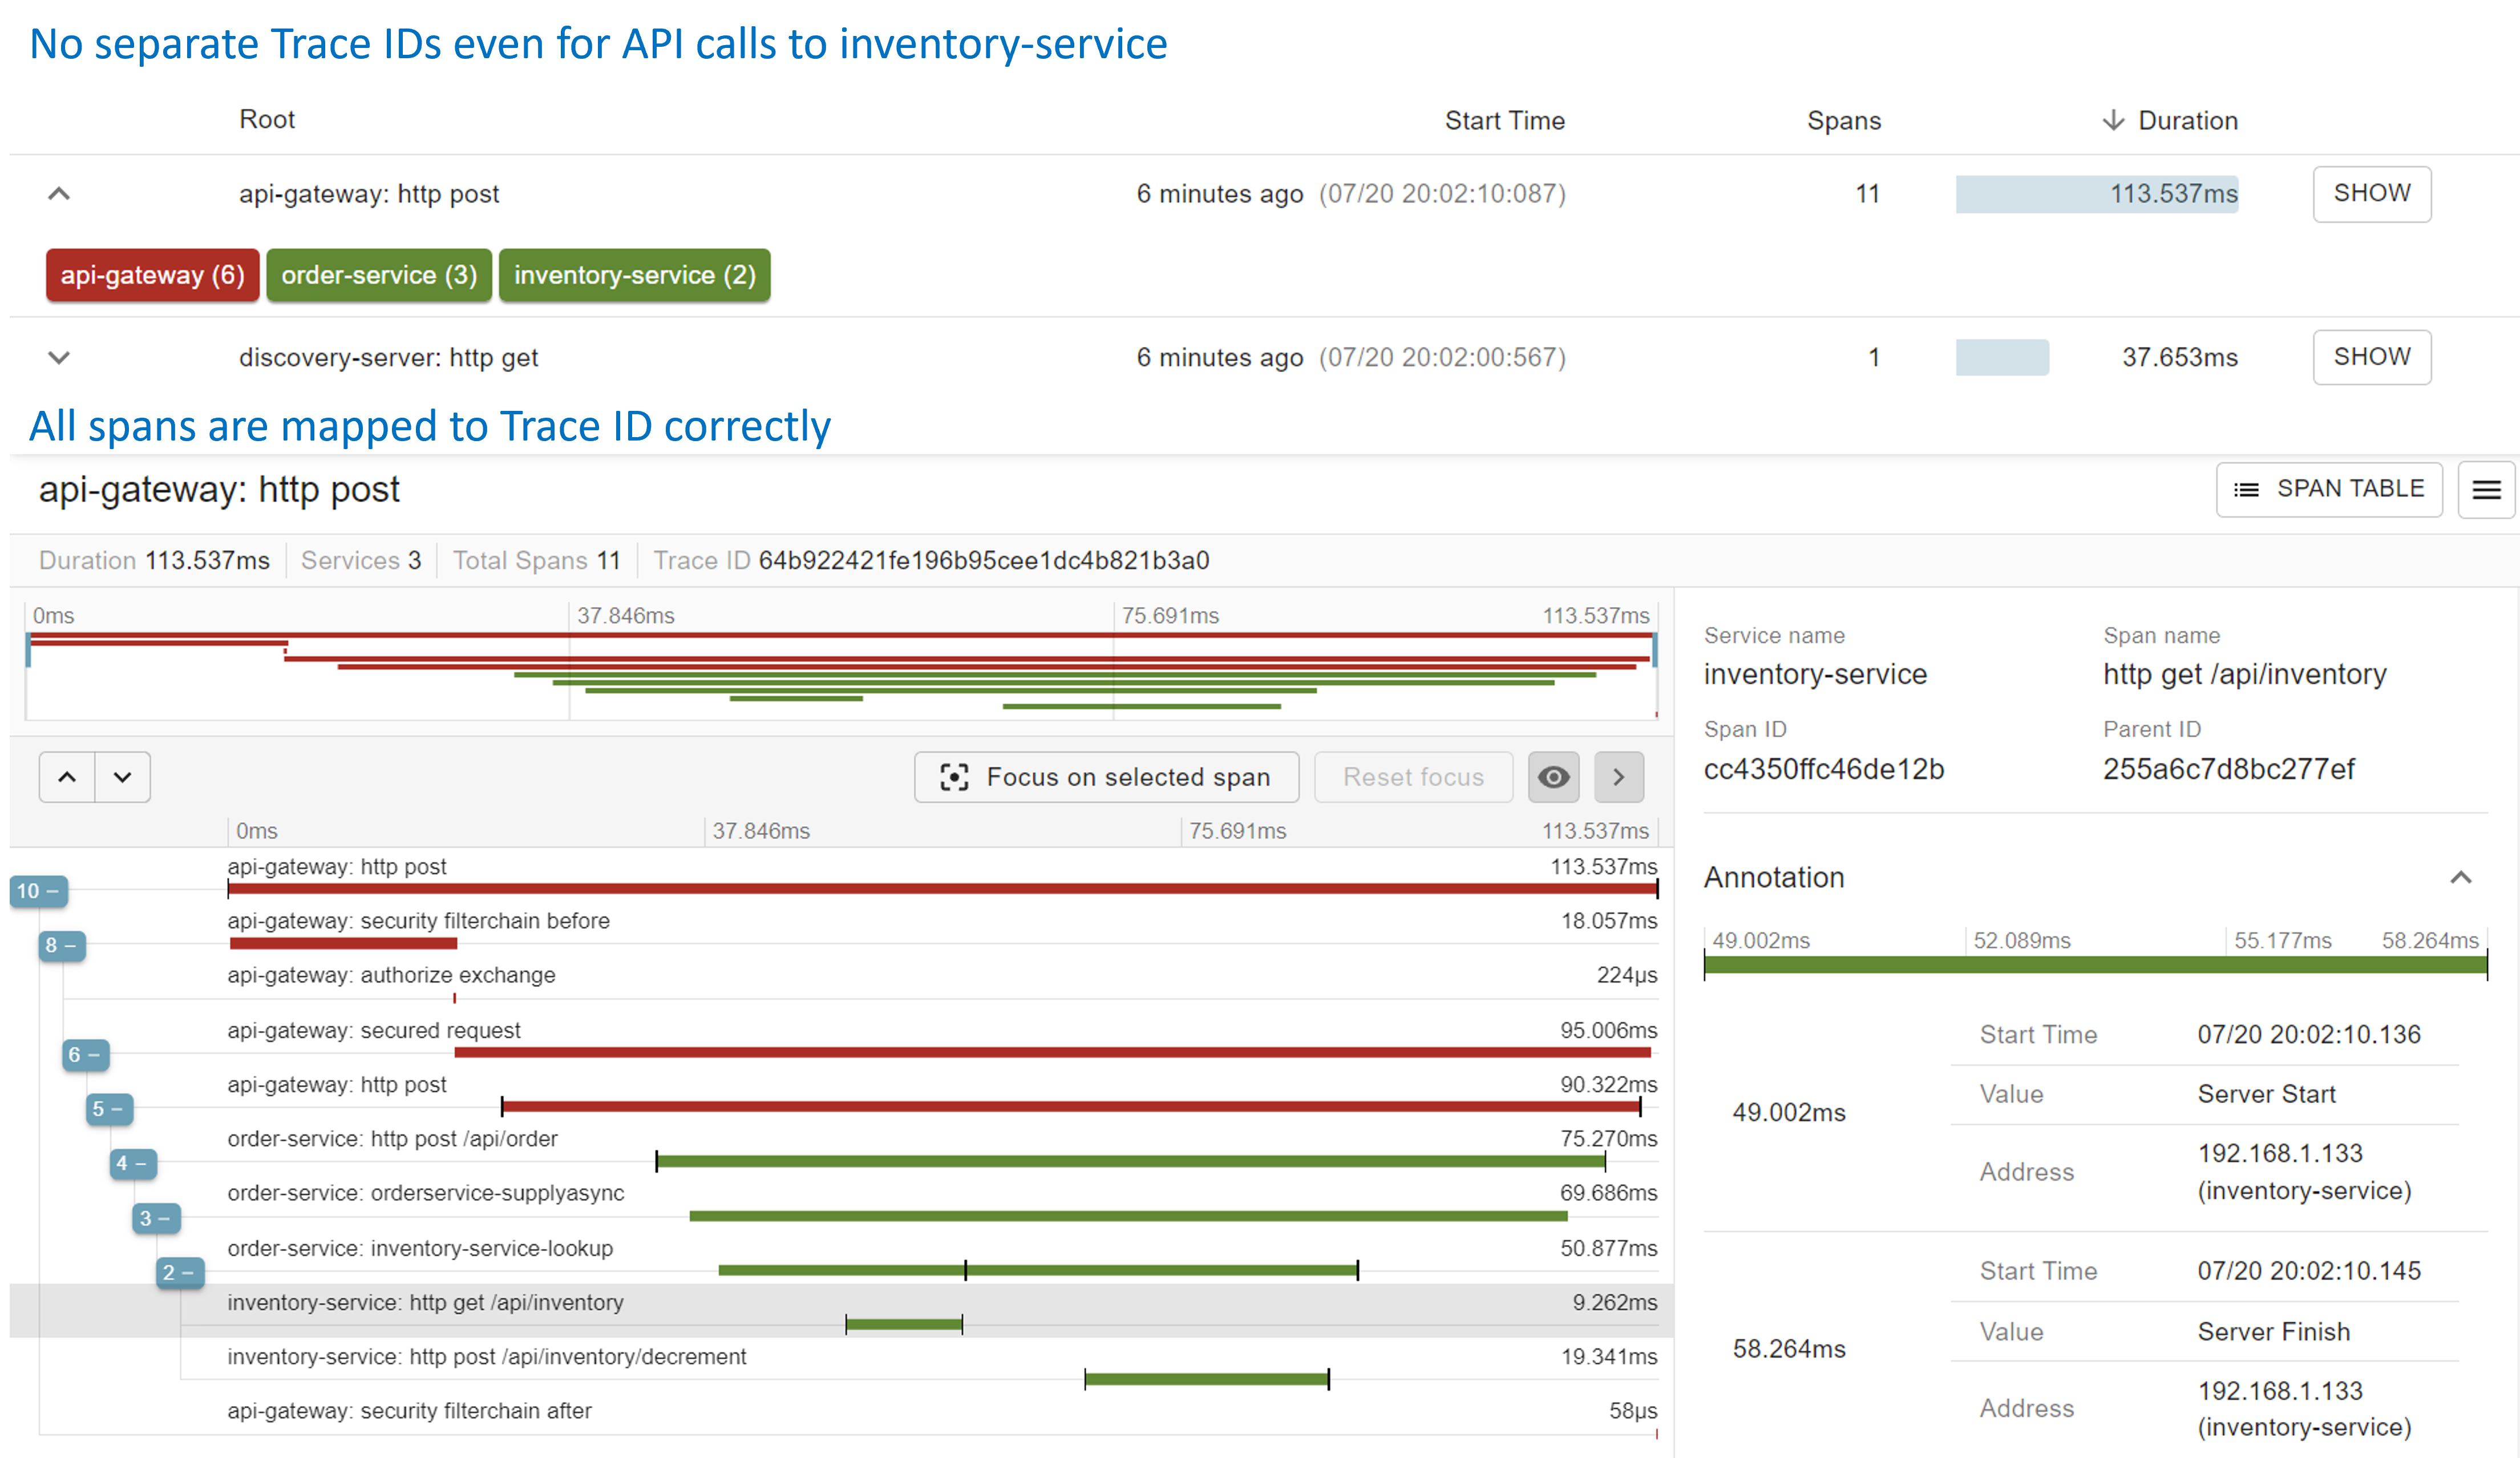 No separate Trace IDs even for API calls to inventory-service
Root Start Time Spans Duration
api-gateway: http post 6 minutes ago (07/20 20:02:10:087) 11 113.537ms SHOW
api-gateway (6) order-service (3) inventory-service (2)
discovery-server: http get 6 minutes ago (07/20 20:02:00:567) 1 37.653ms SHOW
All spans are mapped to Trace ID correctly
api-gateway: http post SPAN TABLE
Duration 113.537ms Services 3 Total Spans 11 Trace ID 64b922421fe196b95cee1dc4b821b3a0
0ms 37.846ms 75.691ms 113.537ms
Focus on selected span Reset focus
0ms 37.846ms 75.691ms 113.537ms
api-gateway: http post 113.537ms
10 −
api-gateway: security filterchain before 18.057ms
8 −
api-gateway: authorize exchange 224µs
api-gateway: secured request 95.006ms
6 −
api-gateway: http post 90.322ms
5 −
order-service: http post /api/order 75.270ms
4 −
order-service: orderservice-supplyasync 69.686ms
3 −
order-service: inventory-service-lookup 50.877ms
2 −
inventory-service: http get /api/inventory 9.262ms
inventory-service: http post /api/inventory/decrement 19.341ms
api-gateway: security filterchain after 58µs
Service name Span name
inventory-service http get /api/inventory
Span ID Parent ID
cc4350ffc46de12b 255a6c7d8bc277ef
Annotation
49.002ms 52.089ms 55.177ms 58.264ms
49.002ms
Start Time 07/20 20:02:10.136
Value Server Start
Address 192.168.1.133
(inventory-service)
58.264ms
Start Time 07/20 20:02:10.145
Value Server Finish
Address 192.168.1.133
(inventory-service)